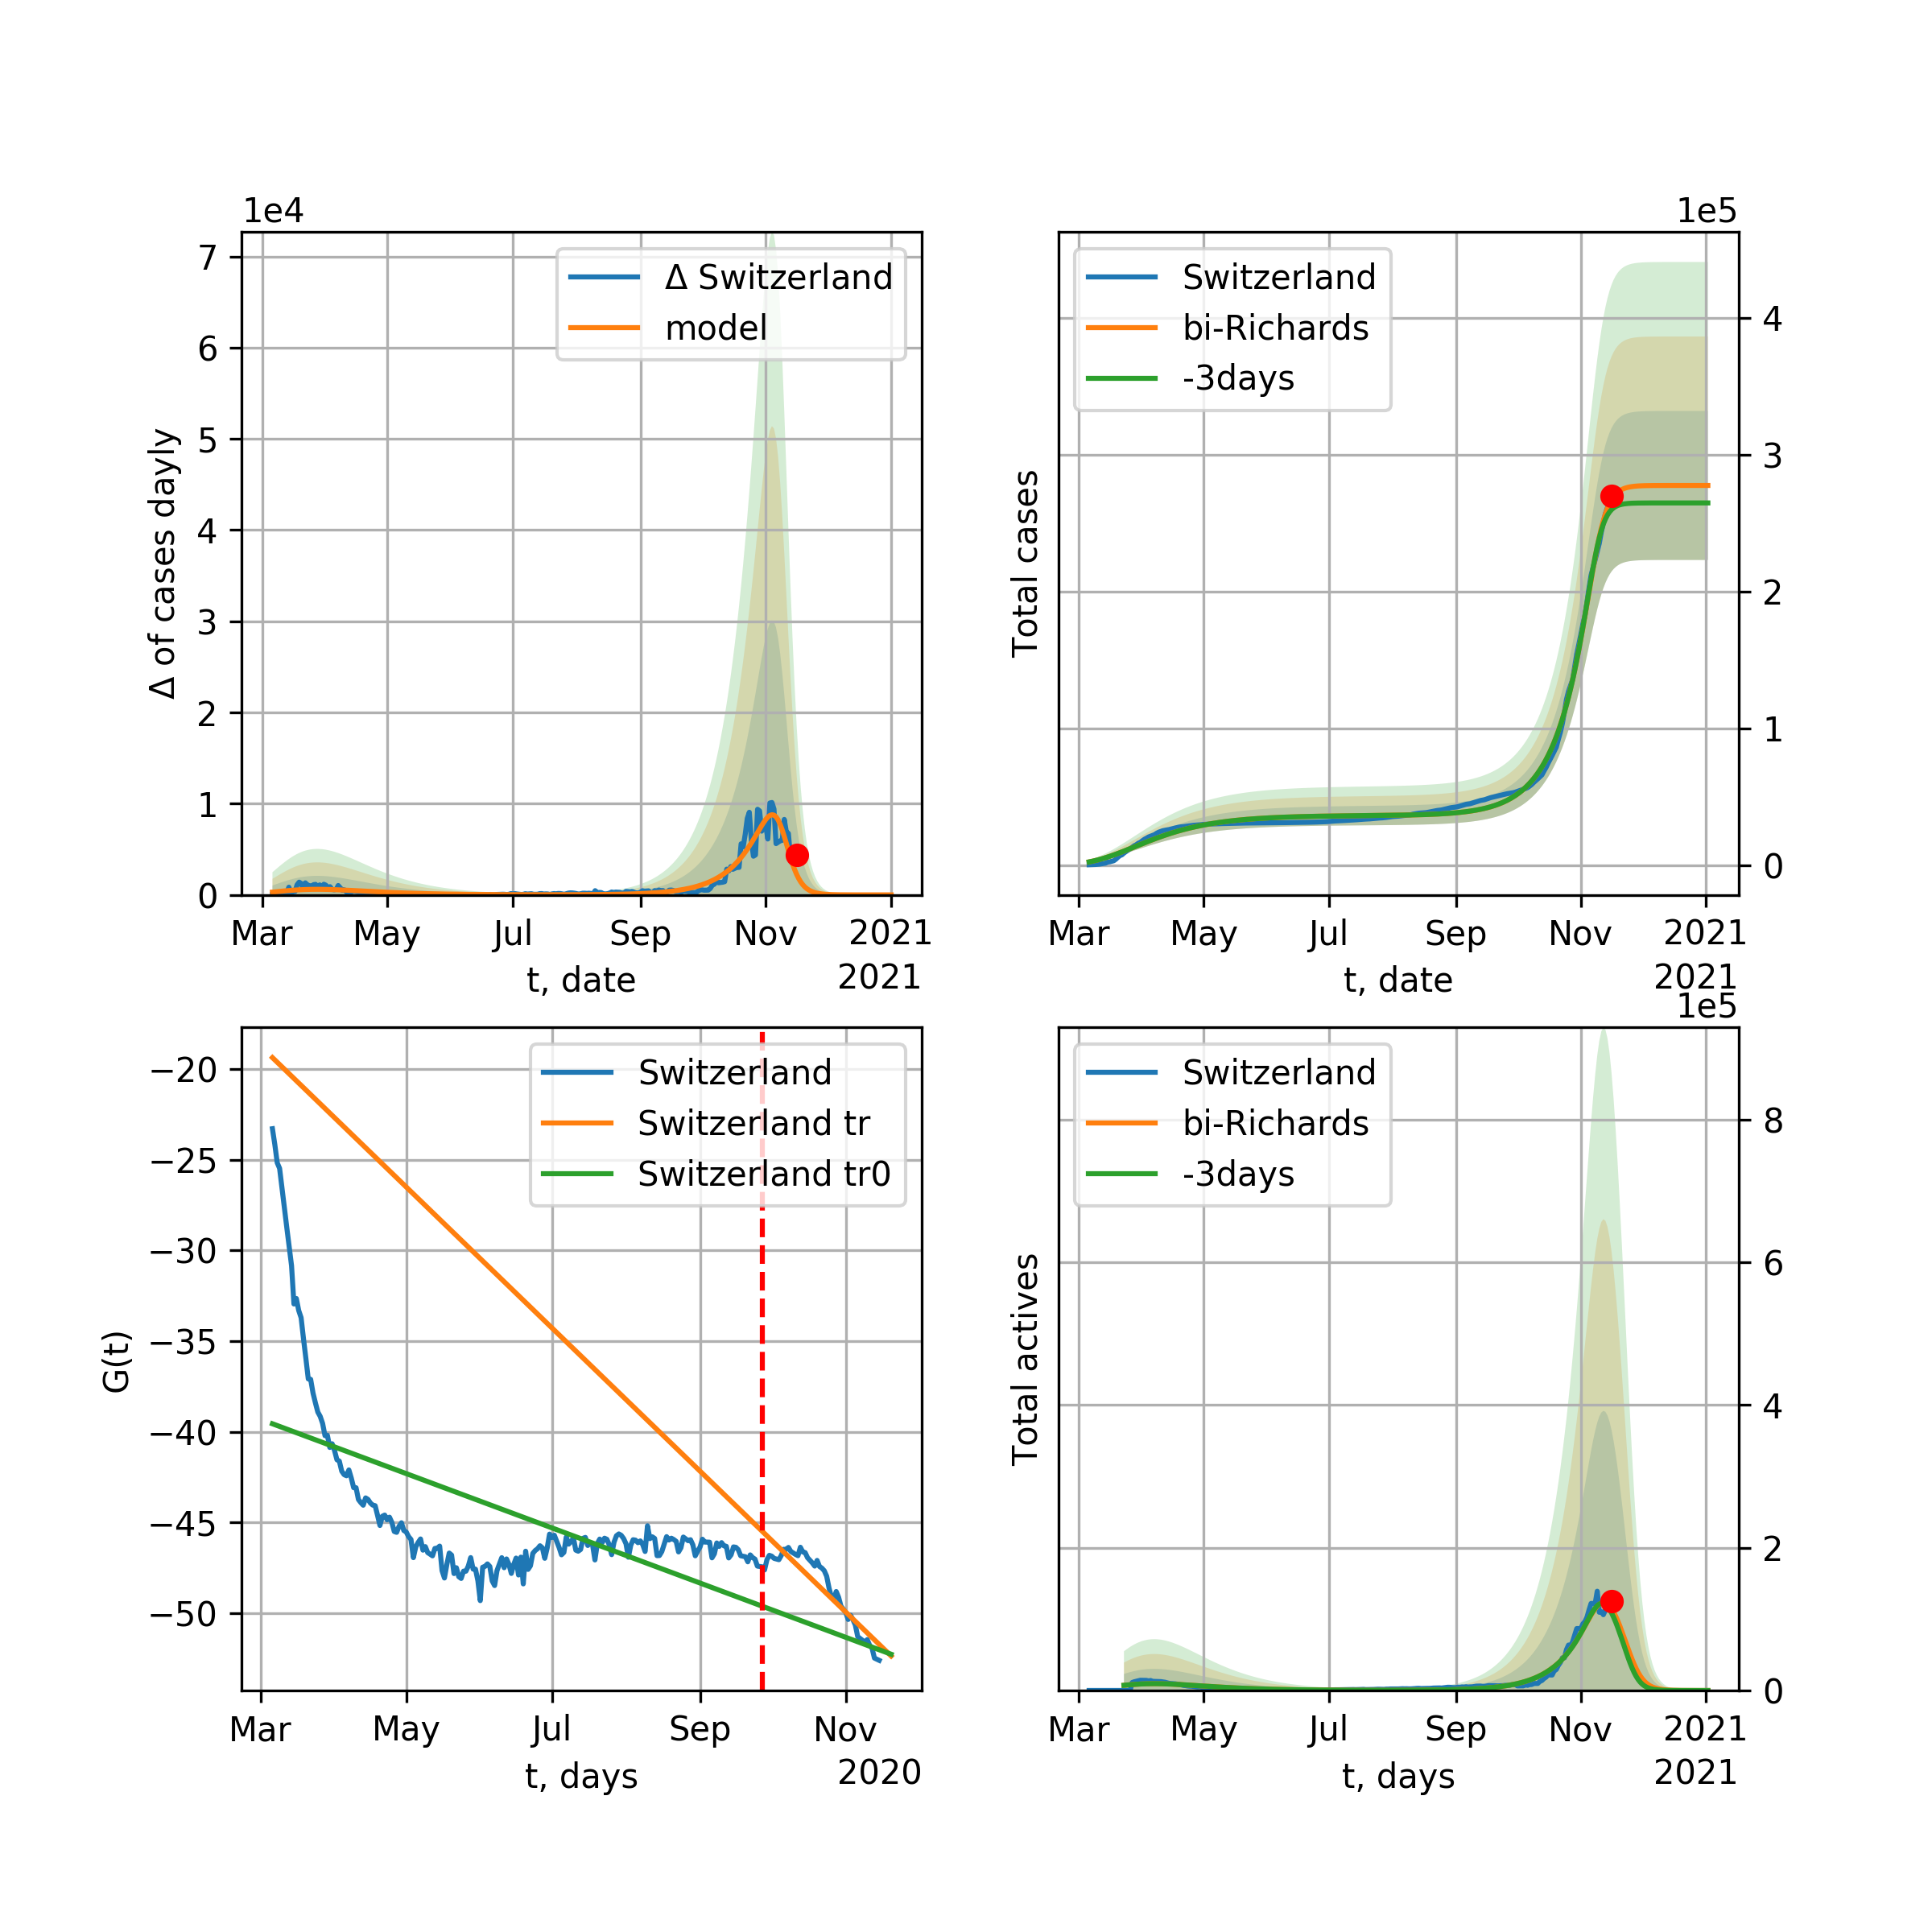 1e4
7
6
5
4
3
2
1
0
Δ of cases dayly
Δ Switzerland
model
Mar May Jul Sep Nov 2021
t, date 2021
1e5
Switzerland
bi-Richards
-3days
Total cases
4
3
2
1
0
Mar May Jul Sep Nov 2021
t, date 2021
−20
−25
−30
−35
−40
−45
−50
G(t)
Switzerland
Switzerland tr
Switzerland tr0
Mar May Jul Sep Nov
t, days 2020
1e5
Switzerland
bi-Richards
-3days
Total actives
8
6
4
2
0
Mar May Jul Sep Nov 2021
t, days 2021